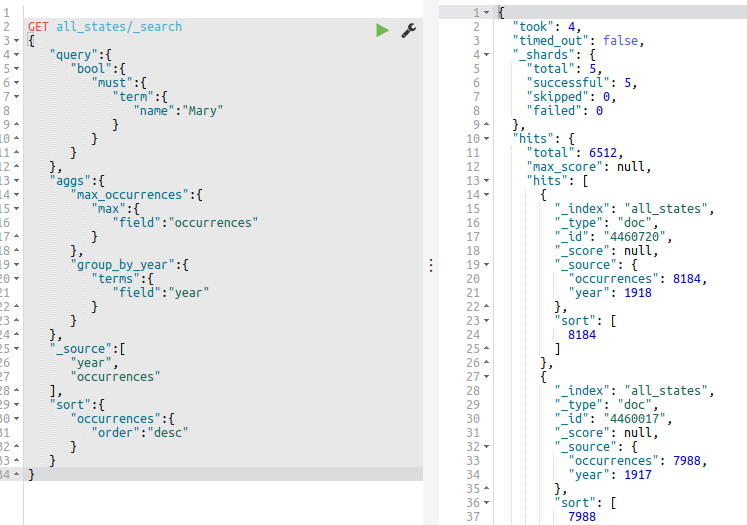 1
2 GET all_states/_search
3 {
4 "query":{
5 "bool":{
6 "must":{
7 "term":{
8 "name":"Mary"
9 }
10 }
11 }
12 },
13 "aggs":{
14 "max_occurrences":{
15 "max":{
16 "field":"occurrences"
17 }
18 },
19 "group_by_year":{
20 "terms":{
21 "field":"year"
22 }
23 }
24 },
25 "_source":[
26 "year",
27 "occurrences"
28 ],
29 "sort":{
30 "occurrences":{
31 "order":"desc"
32 }
33 }
34 }
1 {
2 "took": 4,
3 "timed_out": false,
4 "_shards": {
5 "total": 5,
6 "successful": 5,
7 "skipped": 0,
8 "failed": 0
9 },
10 "hits": {
11 "total": 6512,
12 "max_score": null,
13 "hits": [
14 {
15 "_index": "all_states",
16 "_type": "doc",
17 "_id": "4460720",
18 "_score": null,
19 "_source": {
20 "occurrences": 8184,
21 "year": 1918
22 },
23 "sort": [
24 8184
25 ]
26 },
27 {
28 "_index": "all_states",
29 "_type": "doc",
30 "_id": "4460017",
31 "_score": null,
32 "_source": {
33 "occurrences": 7988,
34 "year": 1917
35 },
36 "sort": [
37 7988